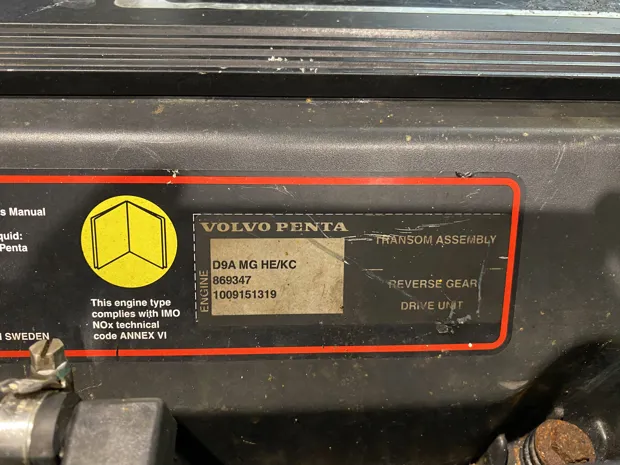 s Manual
quid:
Penta
SWEDEN
This engine type
complies with IMO
NOx technical
code ANNEX VI
VOLVO PENTA
ENGINE
D9A MG HE/KC
869347
1009151319
TRANSOM ASSEMBLY
REVERSE GEAR
DRIVE UNIT